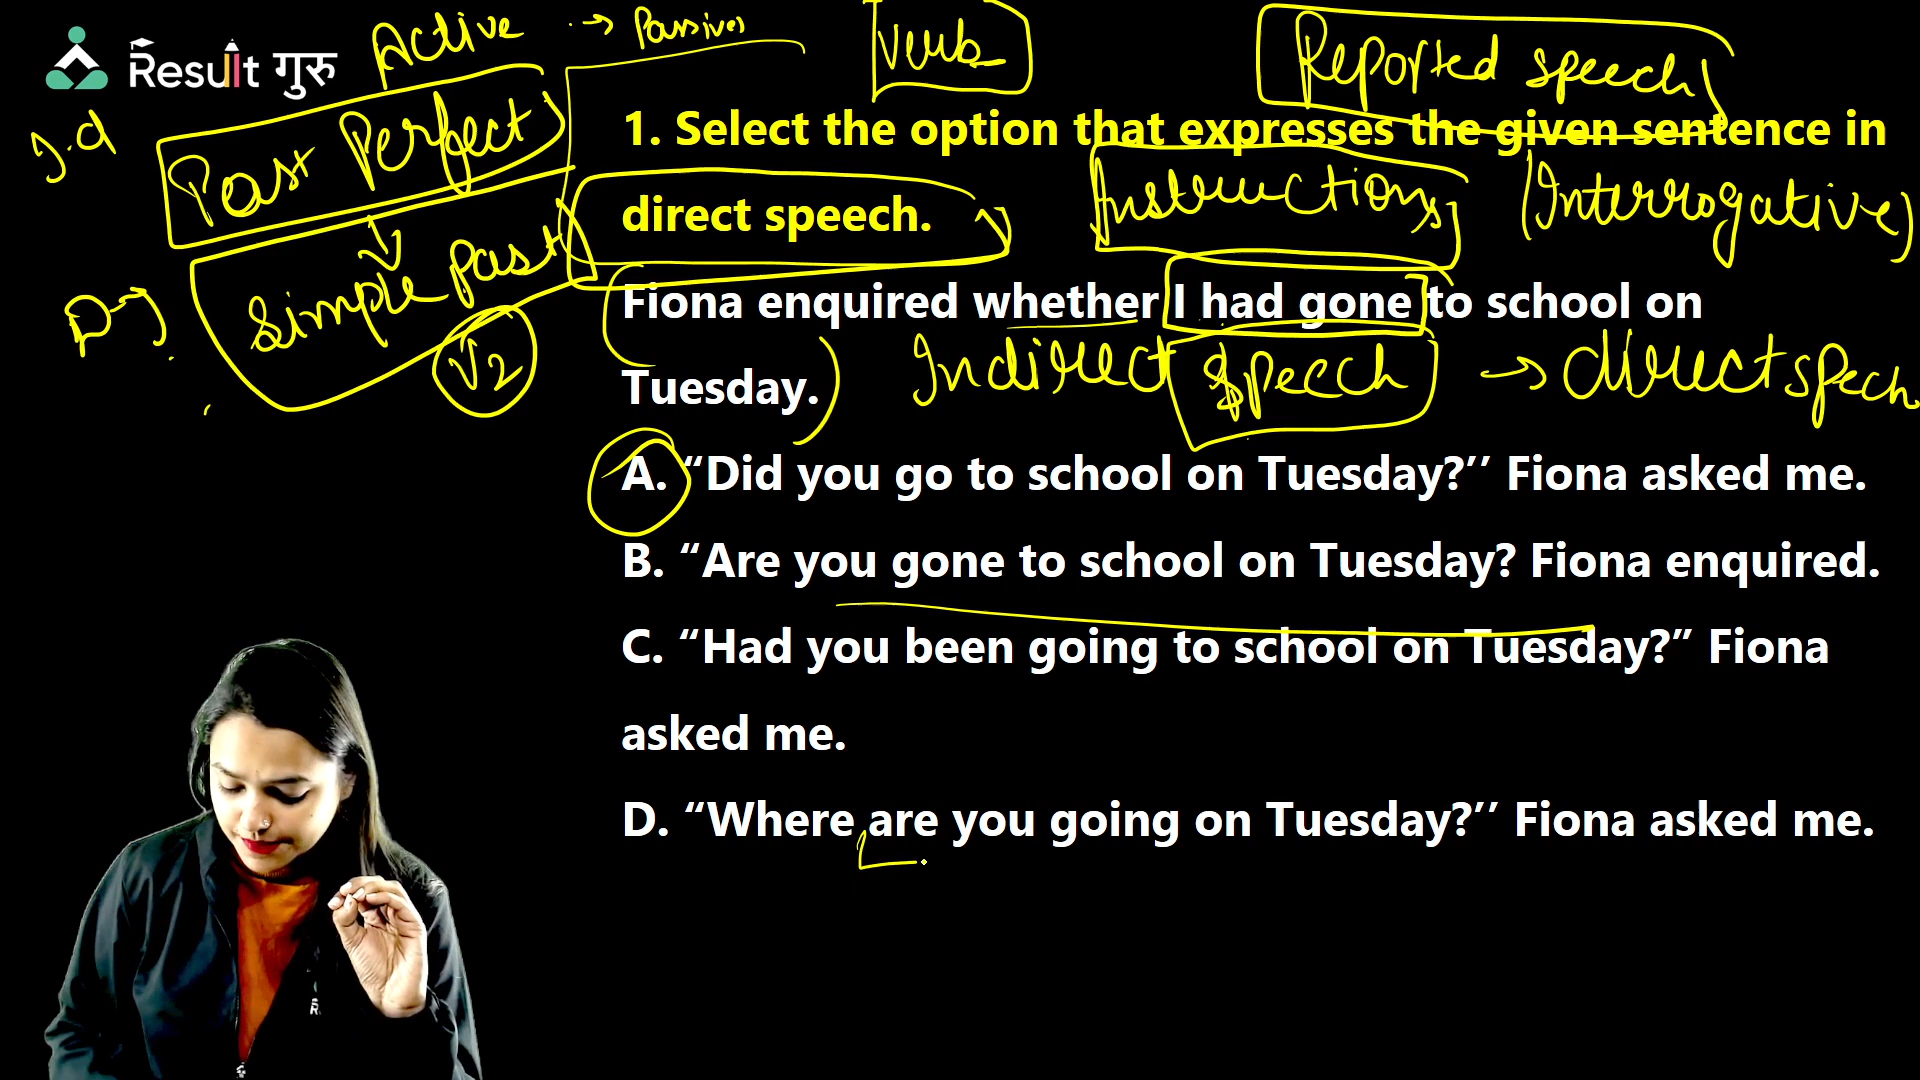 Result गुरु
Active → Passive
Verb
Reported speech
I.d
Past Perfect
1. Select the option that expresses the given sentence in
direct speech.
Instructions
(Interrogative)
Simple past
V2
Fiona enquired whether I had gone to school on
Tuesday.
Indirect Speech → direct spech
A. “Did you go to school on Tuesday?’’ Fiona asked me.
B. “Are you gone to school on Tuesday? Fiona enquired.
C. “Had you been going to school on Tuesday?” Fiona
asked me.
D. “Where are you going on Tuesday?’’ Fiona asked me.